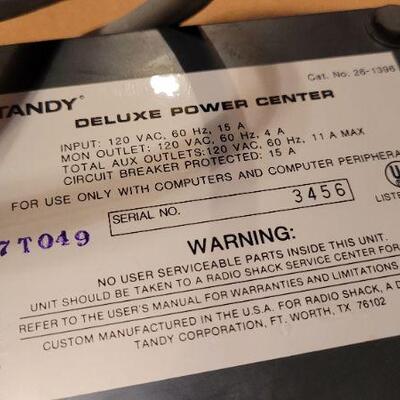 TANDY® Cat. No. 26-1396
DELUXE POWER CENTER
INPUT: 120 VAC, 60 Hz, 15 A
MON OUTLET: 120 VAC, 60 Hz, 4 A
TOTAL AUX OUTLETS:120 VAC, 60 Hz, 11 A MAX
CIRCUIT BREAKER PROTECTED: 15 A
FOR USE ONLY WITH COMPUTERS AND COMPUTER PERIPHERA
SERIAL NO. 3456
7T049
WARNING:
NO USER SERVICEABLE PARTS INSIDE THIS UNIT.
UNIT SHOULD BE TAKEN TO A RADIO SHACK SERVICE CENTER FOR
REFER TO THE USER'S MANUAL FOR WARRANTIES AND LIMITATIONS
CUSTOM MANUFACTURED IN THE U.S.A. FOR RADIO SHACK, A D
TANDY CORPORATION, FT. WORTH, TX 76102
U
LISTE